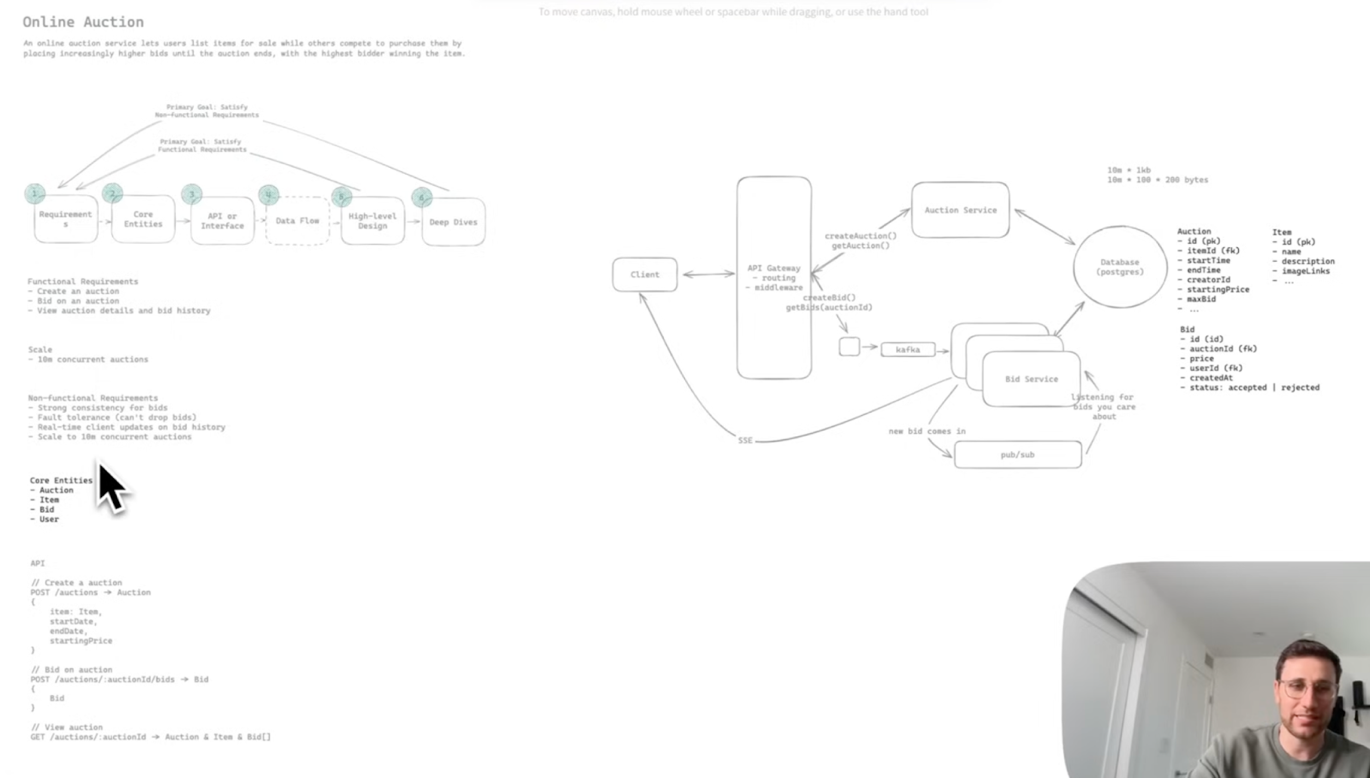 To move canvas, hold mouse wheel or spacebar while dragging, or use the hand tool
Online Auction
An online auction service lets users list items for sale while others compete to purchase them by
placing increasingly higher bids until the auction ends, with the highest bidder winning the item.
Primary Goal: Satisfy
Non-functional Requirements
Primary Goal: Satisfy
Functional Requirements
1
2
3
4
5
6
Requirement
s
Core
Entities
API or
Interface
Data Flow
High-level
Design
Deep Dives
Functional Requirements
- Create an auction
- Bid on an auction
- View auction details and bid history
Scale
- 10m concurrent auctions
Non-functional Requirements
- Strong consistency for bids
- Fault tolerance (can't drop bids)
- Real-time client updates on bid history
- Scale to 10m concurrent auctions
Core Entities
- Auction
- Item
- Bid
- User
API
// Create a auction
POST /auctions -> Auction
{
item: Item,
startDate,
endDate,
startingPrice
}
// Bid on auction
POST /auctions/:auctionId/bids -> Bid
{
Bid
}
// View auction
GET /auctions/:auctionId -> Auction & Item & Bid[]
Client
API Gateway
- routing
- middleware
createAuction()
getAuction()
createBid()
getBids(auctionId)
Auction Service
kafka
Bid Service
SSE
new bid comes in
pub/sub
listening for
bids you care
about
Database
(postgres)
10m * 1kb
10m * 100 * 200 bytes
Auction
- id (pk)
- itemId (fk)
- startTime
- endTime
- creatorId
- startingPrice
- maxBid
- ...
Item
- id (pk)
- name
- description
- imageLinks
- ...
Bid
- id (id)
- auctionId (fk)
- price
- userId (fk)
- createdAt
- status: accepted | rejected